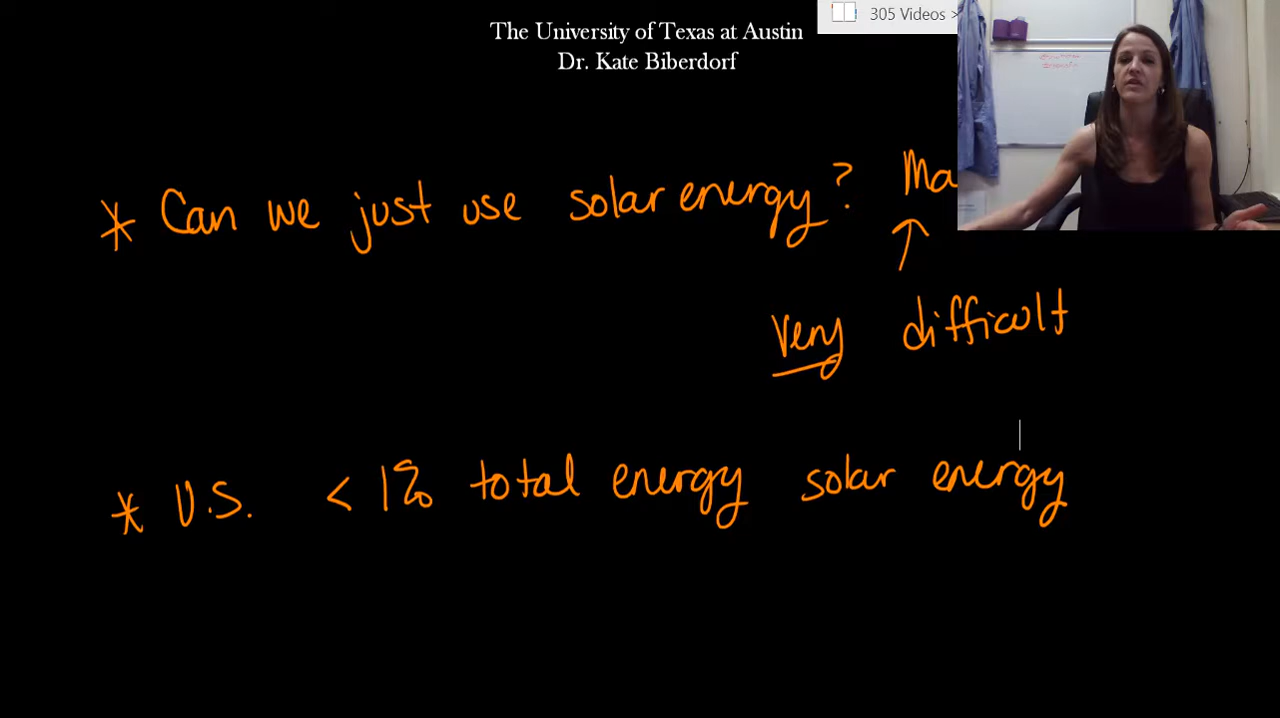 The University of Texas at Austin
Dr. Kate Biberdorf
305 Videos >
* Can we just use solar energy? Ma
very difficult
* U.S. < 1% total energy solar energy